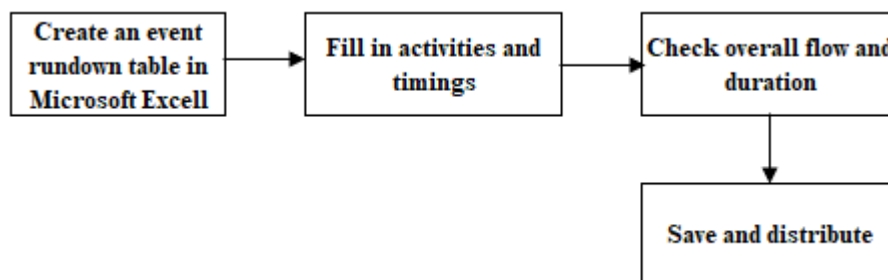 Create an event
rundown table in
Microsoft Excell
Fill in activities and
timings
Check overall flow and
duration
Save and distribute